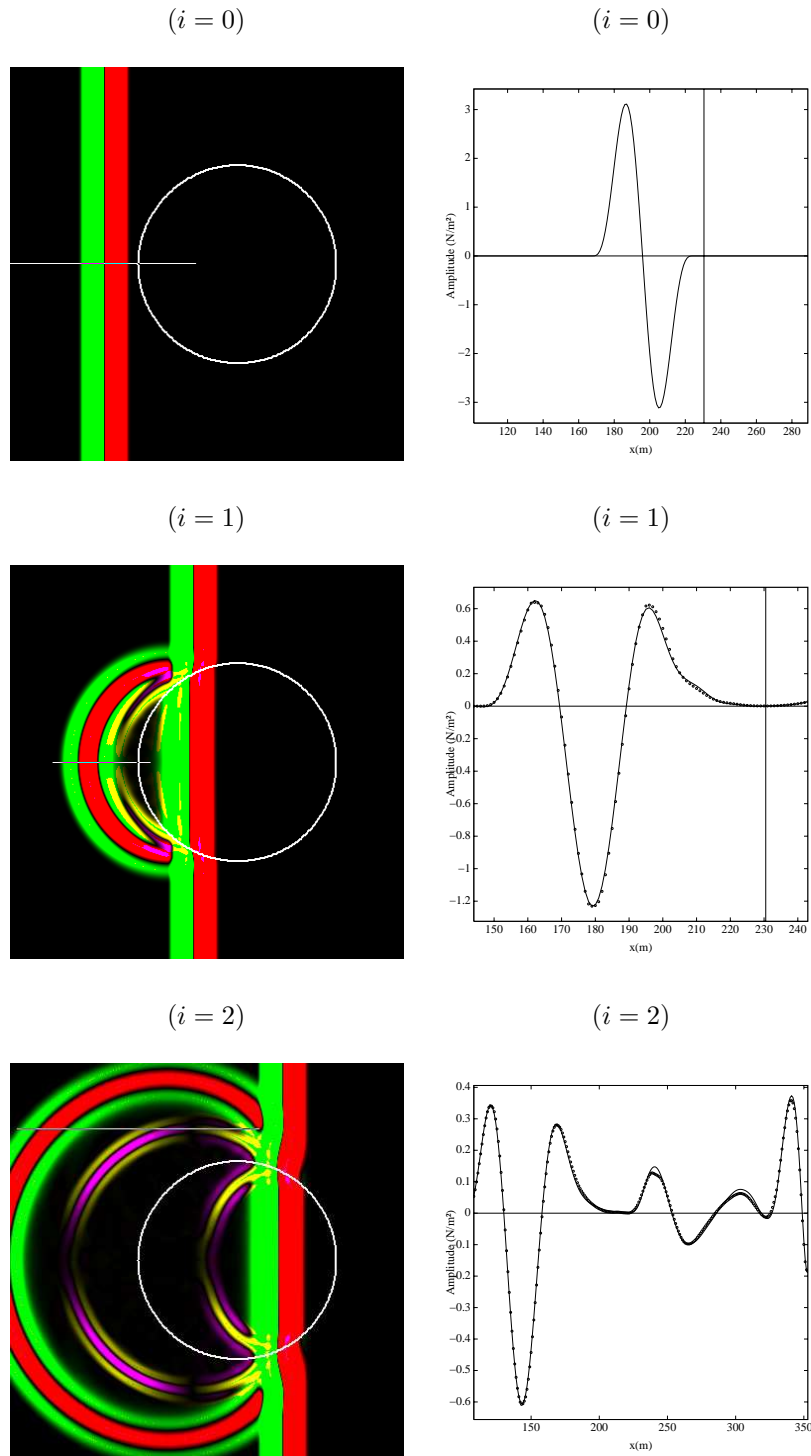 (i = 0)
(i = 0)
3
2
1
0
−1
−2
−3
Amplitude (N/m²)
120 140 160 180 200 220 240 260 280
x(m)
(i = 1)
(i = 1)
0.6
0.4
0.2
0
−0.2
−0.4
−0.6
−0.8
−1
−1.2
Amplitude (N/m²)
150 160 170 180 190 200 210 220 230 240
x(m)
(i = 2)
(i = 2)
0.4
0.3
0.2
0.1
0
−0.1
−0.2
−0.3
−0.4
−0.5
−0.6
Amplitude (N/m²)
150 200 250 300 350
x(m)